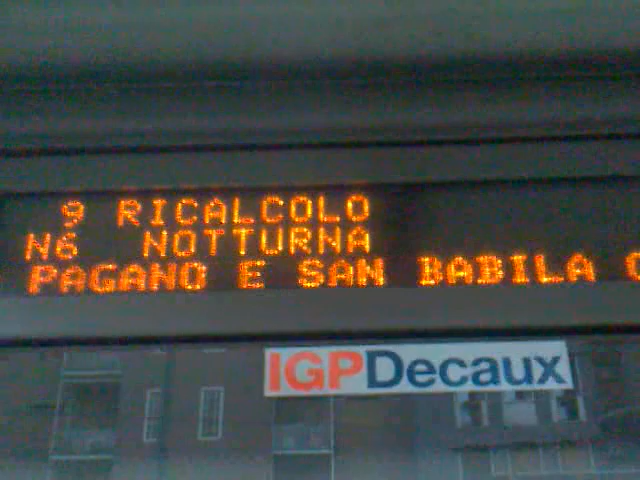 9 RICALCOLO
N6 NOTTURNA
PAGANO E SAN BABILA
IGPDecaux